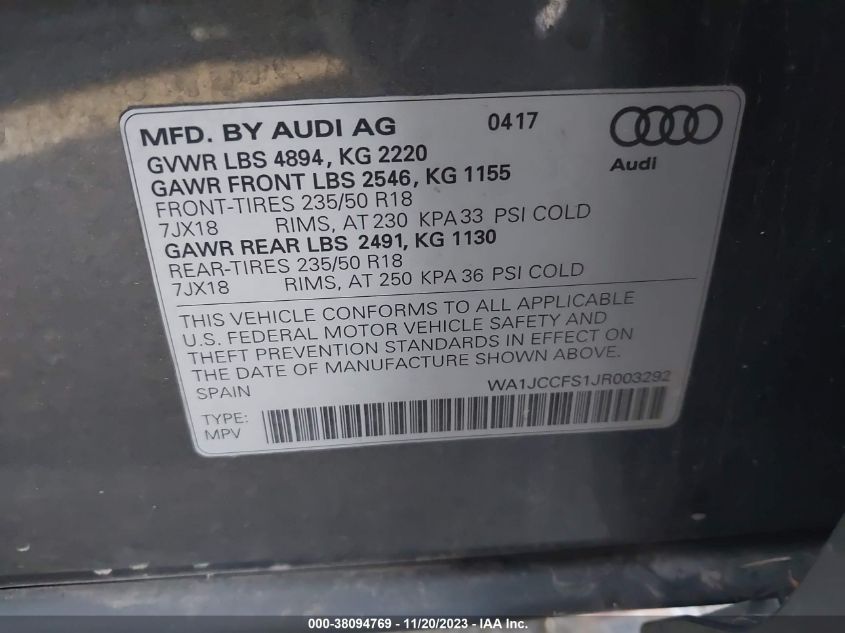 MFD. BY AUDI AG 0417
Audi
GVWR LBS 4894, KG 2220
GAWR FRONT LBS 2546, KG 1155
FRONT-TIRES 235/50 R18
7JX18 RIMS, AT 230 KPA 33 PSI COLD
GAWR REAR LBS 2491, KG 1130
REAR-TIRES 235/50 R18
7JX18 RIMS, AT 250 KPA 36 PSI COLD
THIS VEHICLE CONFORMS TO ALL APPLICABLE
U.S. FEDERAL MOTOR VEHICLE SAFETY AND
THEFT PREVENTION STANDARDS IN EFFECT ON
THE DATE OF MANUFACTURE SHOWN ABOVE.
SPAIN WA1JCCFS1JR003292
TYPE:
MPV
000-38094769 - 11/20/2023 - IAA Inc.